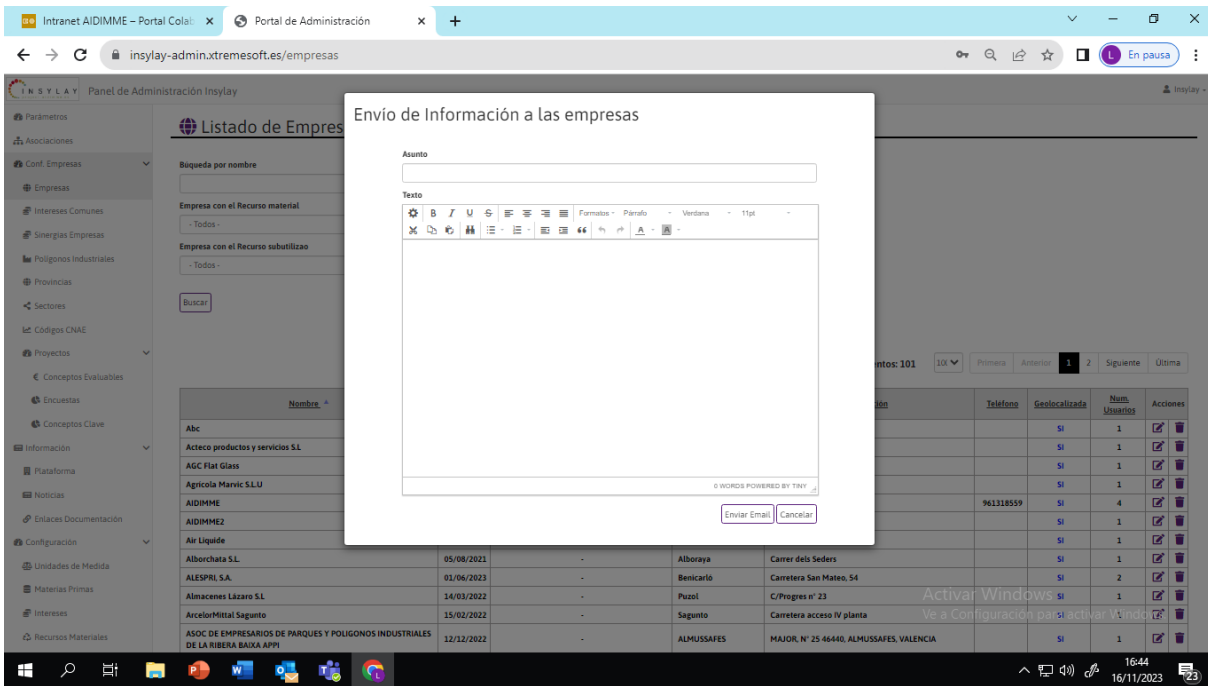 Intranet AIDIMME – Portal Colab
Portal de Administración
insylay-admin.xtremesoft.es/empresas
L En pausa
INSYLAY Panel de Administración Insylay
Insylay
Parámetros
Asociaciones
Conf. Empresas
Empresas
Intereses Comunes
Sinergias Empresas
Polígonos Industriales
Provincias
Sectores
Códigos CNAE
Proyectos
Conceptos Evaluables
Encuestas
Conceptos Clave
Información
Plataforma
Noticias
Enlaces Documentación
Configuración
Unidades de Medida
Materias Primas
Intereses
Recursos Materiales
Listado de Empres
Búqueda por nombre
Empresa con el Recurso material
- Todos -
Empresa con el Recurso subutilizao
- Todos -
Buscar
Envío de Información a las empresas
Asunto
Texto
B I U S Formatos Párrafo Verdana 11pt
A A
0 WORDS POWERED BY TINY
Enviar Email Cancelar
ntos: 101 Primera Anterior 1 2 Siguiente Última
Nombre ión Teléfono Geolocalizada Num. Usuarios Acciones
Abc SI 1
Acteco productos y servicios S.L SI 1
AGC Flat Glass SI 1
Agrícola Marvic S.L.U SI 1
AIDIMME 961318559 SI 4
AIDIMME2 SI 1
Air Liquide SI 1
Alborchata S.L. 05/08/2021 - Alboraya Carrer dels Seders SI 1
ALESPRI, S.A. 01/06/2023 - Benicarló Carretera San Mateo, 54 SI 2
Almacenes Lázaro S.L 14/03/2022 - Puzol C/Progres nº 23 SI 1
ArcelorMittal Sagunto 15/02/2022 - Sagunto Carretera acceso IV planta SI 1
ASOC DE EMPRESARIOS DE PARQUES Y POLIGONOS INDUSTRIALES
DE LA RIBERA BAIXA APPI 12/12/2022 - ALMUSSAFES MAJOR, Nº 25 46440, ALMUSSAFES, VALENCIA SI 1
Activar Windows
Ve a Configuración para activar Windo
16:44
16/11/2023
23